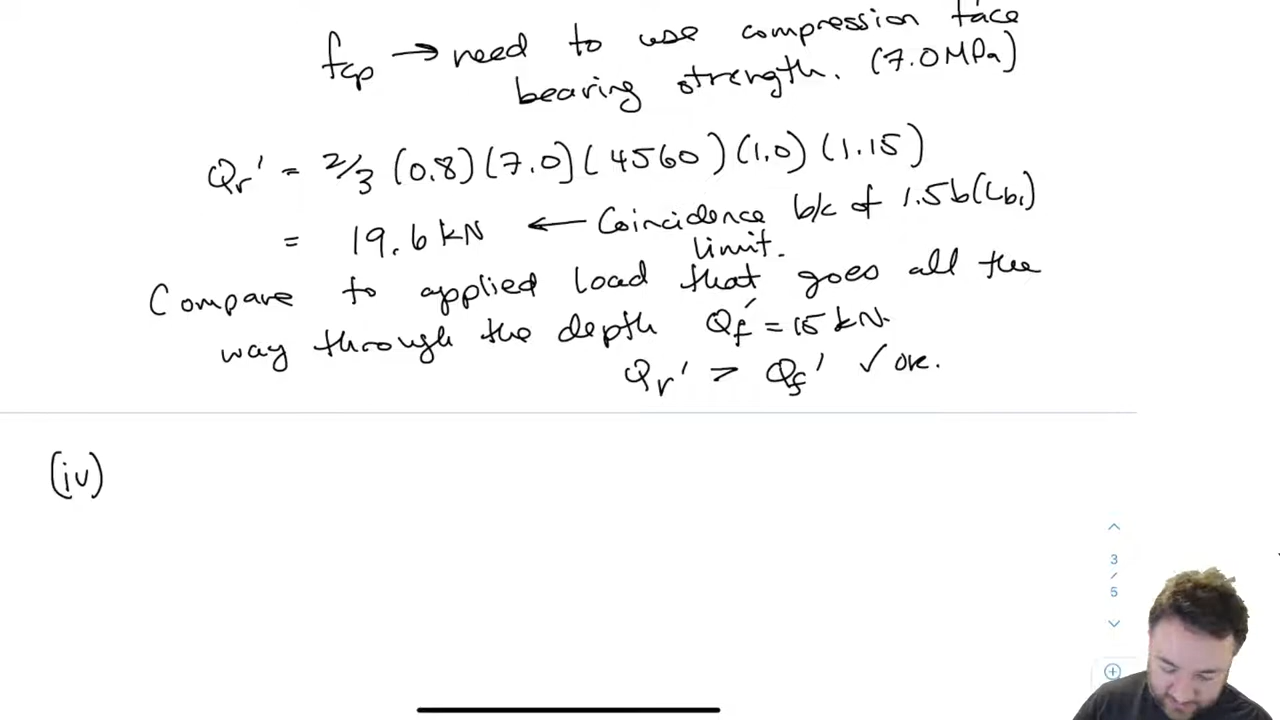 fcp → need to use compression face
bearing strength. (7.0MPa)
Qr' = 2/3 (0.8)(7.0)(4560)(1.0)(1.15)
= 19.6 kN ← Coincidence b/c of 1.5b(Lb1)
limit.
Compare to applied load that goes all the
way through the depth Qf' = 15 kN.
Qr' > Qf' ✓ ok.
(iv)
3
/
5